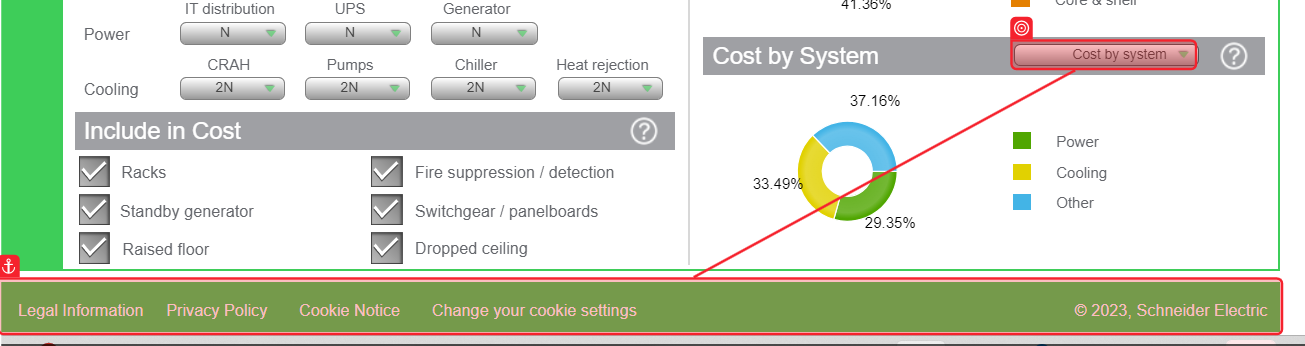 IT distribution UPS Generator
Power N N N
CRAH Pumps Chiller Heat rejection
Cooling 2N 2N 2N 2N
Include in Cost ?
Racks Fire suppression / detection
Standby generator Switchgear / panelboards
Raised floor Dropped ceiling
41.36% Core & shell
Cost by System Cost by system ?
37.16%
33.49%
29.35%
Power
Cooling
Other
Legal Information Privacy Policy Cookie Notice Change your cookie settings © 2023, Schneider Electric